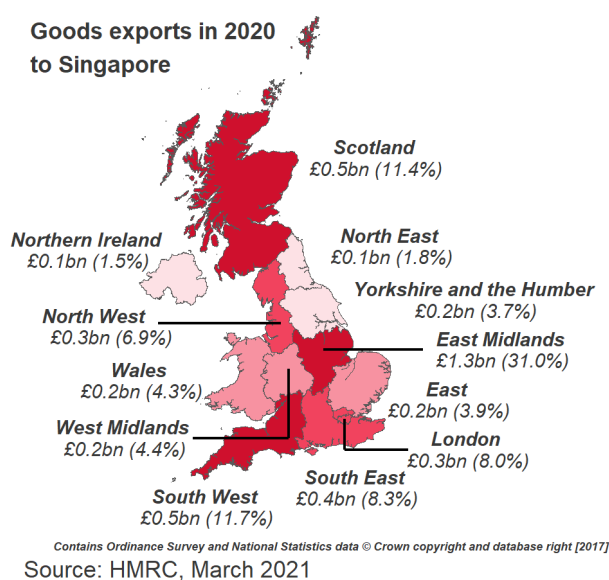 Goods exports in 2020
to Singapore
Scotland
£0.5bn (11.4%)
Northern Ireland
£0.1bn (1.5%)
North East
£0.1bn (1.8%)
Yorkshire and the Humber
£0.2bn (3.7%)
North West
£0.3bn (6.9%)
East Midlands
£1.3bn (31.0%)
Wales
£0.2bn (4.3%)
East
£0.2bn (3.9%)
West Midlands
£0.2bn (4.4%)
London
£0.3bn (8.0%)
South East
£0.4bn (8.3%)
South West
£0.5bn (11.7%)
Contains Ordinance Survey and National Statistics data © Crown copyright and database right [2017]
Source: HMRC, March 2021